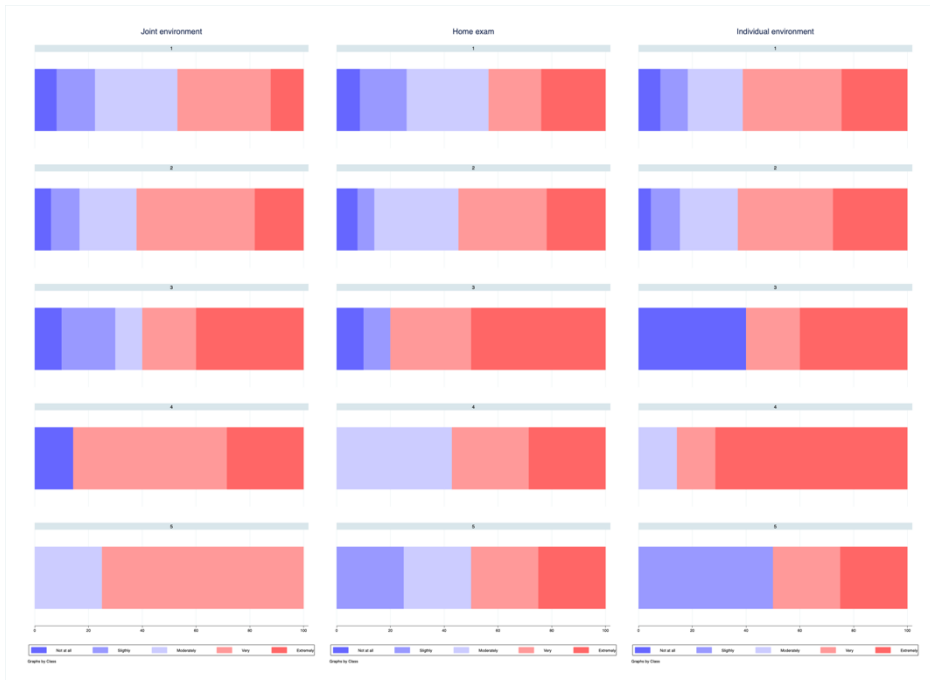 Joint environment
1
2
3
4
5
0 20 40 60 80 100
Not at all Slightly Moderately Very Extremely
Graphs by Class
Home exam
1
2
3
4
5
0 20 40 60 80 100
Not at all Slightly Moderately Very Extremely
Graphs by Class
Individual environment
1
2
3
4
5
0 20 40 60 80 100
Not at all Slightly Moderately Very Extremely
Graphs by Class